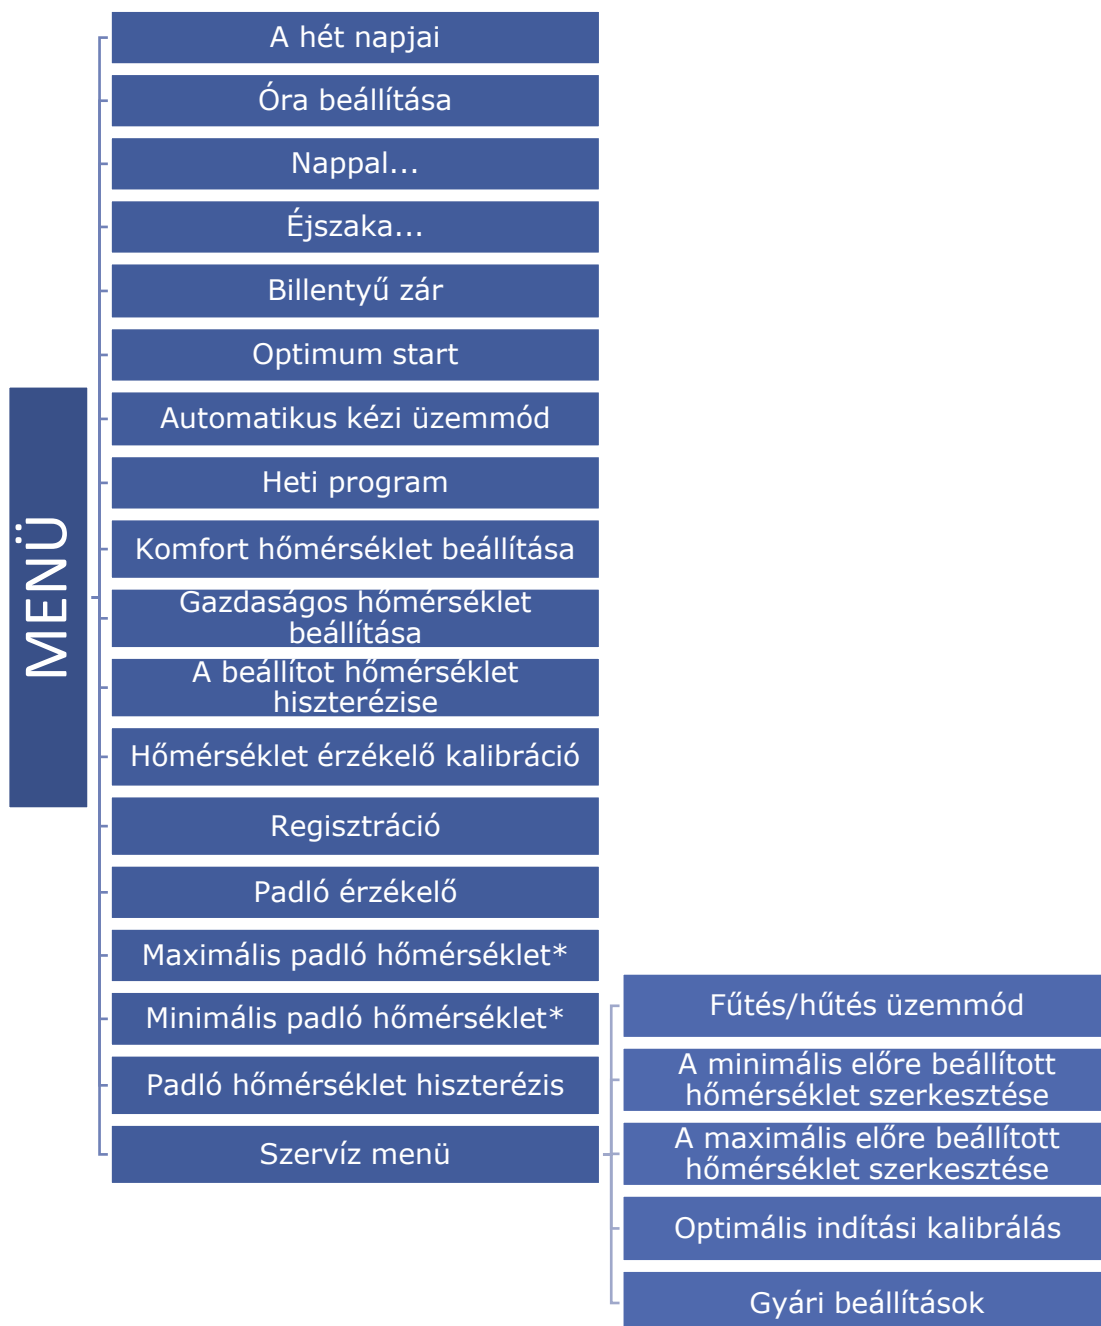 MENÜ
A hét napjai
Óra beállítása
Nappal...
Éjszaka...
Billentyű zár
Optimum start
Automatikus kézi üzemmód
Heti program
Komfort hőmérséklet beállítása
Gazdaságos hőmérséklet
beállítása
A beállítot hőmérséklet
hiszterézise
Hőmérséklet érzékelő kalibráció
Regisztráció
Padló érzékelő
Maximális padló hőmérséklet*
Minimális padló hőmérséklet*
Padló hőmérséklet hiszterézis
Szervíz menü
Fűtés/hűtés üzemmód
A minimális előre beállított
hőmérséklet szerkesztése
A maximális előre beállított
hőmérséklet szerkesztése
Optimális indítási kalibrálás
Gyári beállítások